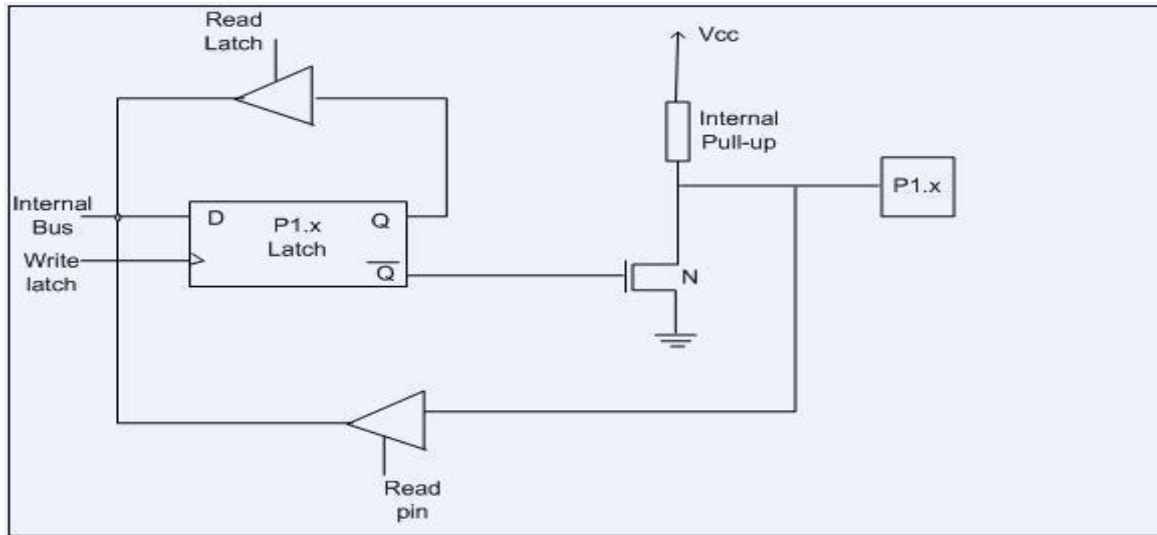 Read
Latch
Vcc
Internal
Pull-up
P1.x
Internal
Bus
D
P1.x
Latch
Q
Write
latch
Q
N
Read
pin